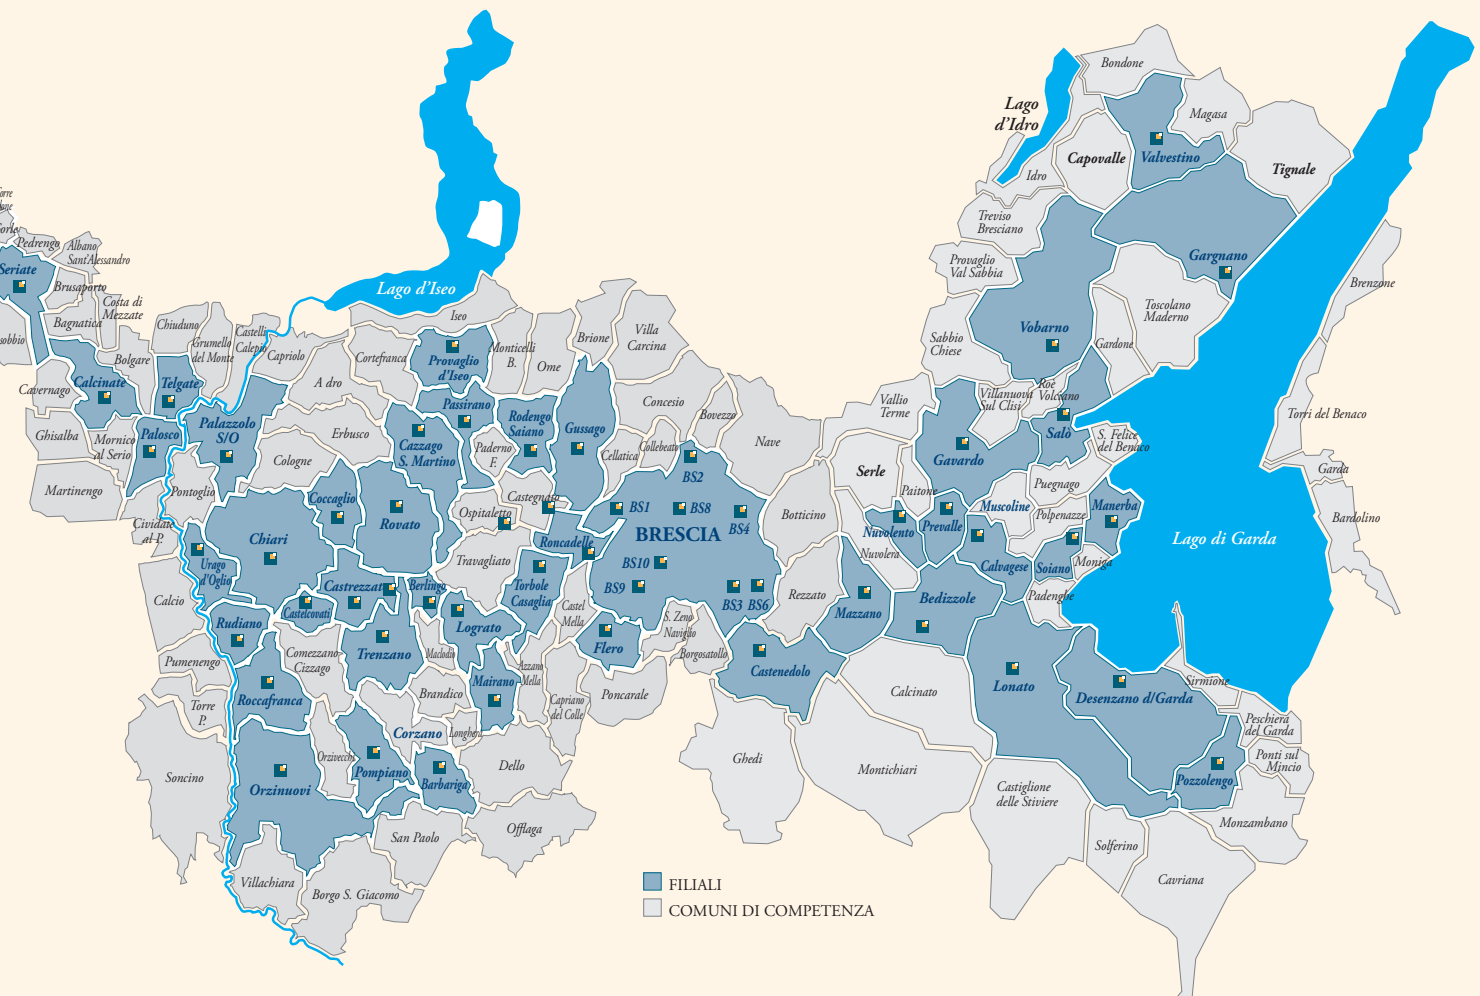 Bondone
Lago
d'Idro
Magasa
Capovalle
Valvestino
Tignale
Idro
Treviso
Bresciano
Torre
Pedrengo
Albano
Sant'Alessandro
Seriate
Brusaporto
Costa di
Mezzate
Bagnatica
Gargnano
Provaglio
Val Sabbia
Brenzone
Lago d'Iseo
Iseo
Toscolano
Maderno
Vobarno
Sabbio
Chiese
Gardone
Chiuduno
Castelli
Calepio
Grumello
del Monte
Bolgare
Capriolo
Cortefranca
Provaglio
d'Iseo
Monticelli
B.
Ome
Brione
Villa
Carcina
Cavernago
Calcinate
Telgate
A dro
Passirano
Rodengo
Saiano
Concesio
Bovezzo
Vallio
Terme
Villanuova
Sul Clisi
Roè
Volciano
Torri del Benaco
Ghisalba
Mornico
al Serio
Palosco
Palazzolo
S/O
Erbusco
Cazzago
S. Martino
Paderno
F.
Gussago
Cellatica
Collebeato
Nave
Salò
S. Felice
del Benaco
Gavardo
Cologne
Martinengo
Pontoglio
Serle
Garda
BS2
Puegnago
Paitone
Coccaglio
Rovato
Castegnato
Ospitaletto
BS1
BS8
BS4
Botticino
Muscoline
Polpenazze
Manerba
Bardolino
Cividate
al P.
Chiari
BRESCIA
Nuvolento
Prevalle
Lago di Garda
Roncadelle
Nuvolera
Urago
d'Oglio
Travagliato
BS10
Calvagese
Soiano
Moniga
Calcio
Castrezzato
Berlingo
Torbole
Casaglia
BS9
BS3
BS6
Rezzato
Mazzano
Bedizzole
Padenghe
Castelcovati
Castel
Mella
Rudiano
Lograto
S. Zeno
Naviglio
Flero
Borgosatollo
Comezzano
Cizzago
Trenzano
Maclodio
Azzano
Mella
Castenedolo
Pumenengo
Mairano
Brandico
Calcinato
Lonato
Sirmione
Desenzano d/Garda
Roccafranca
Torre
P.
Capriano
del Colle
Poncarale
Corzano
Peschiera
del Garda
Orzivecchi
Ghedi
Montichiari
Ponti sul
Mincio
Soncino
Pompiano
Barbariga
Dello
Pozzolengo
Orzinuovi
Castiglione
delle Stiviere
Monzambano
San Paolo
Offlaga
Solferino
Cavriana
Villachiara
Borgo S. Giacomo
FILIALI
COMUNI DI COMPETENZA